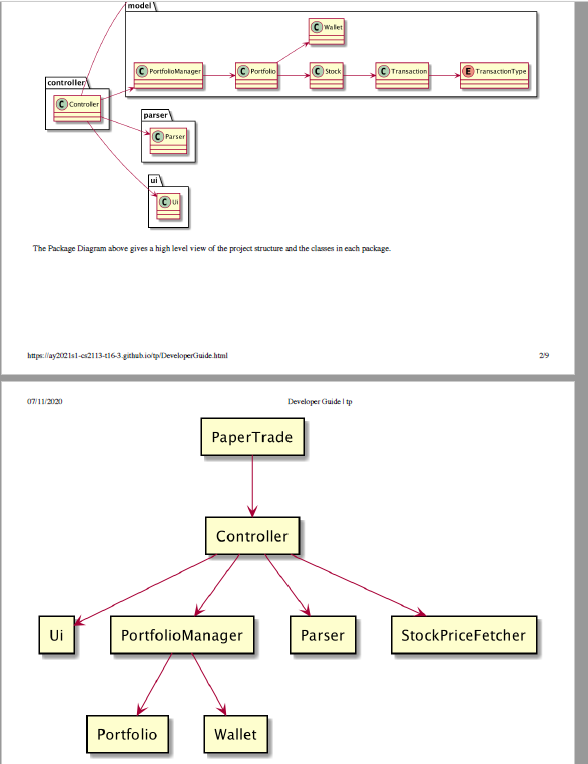 model
C Wallet
C PortfolioManager
C Portfolio
C Stock
C Transaction
E TransactionType
controller
C Controller
parser
C Parser
ui
C Ui
The Package Diagram above gives a high level view of the project structure and the classes in each package.
https://ay2021s1-cs2113-t16-3.github.io/tp/DeveloperGuide.html 2/9
07/11/2020 Developer Guide | tp
PaperTrade
Controller
Ui PortfolioManager Parser StockPriceFetcher
Portfolio Wallet